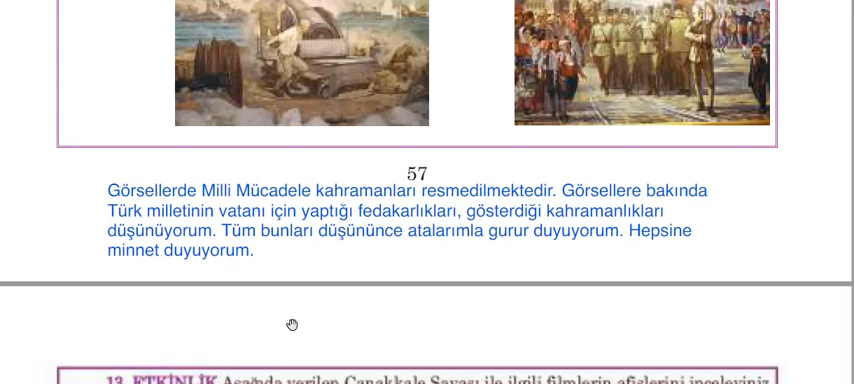 57
Görsellerde Milli Mücadele kahramanları resmedilmektedir. Görsellere bakında
Türk milletinin vatanı için yaptığı fedakarlıkları, gösterdiği kahramanlıkları
düşünüyorum. Tüm bunları düşününce atalarımla gurur duyuyorum. Hepsine
minnet duyuyorum.
13. ETKİNLİK Aşağıda verilen Çanakkale Savaşı ile ilgili filmlerin afişlerini inceleyiniz